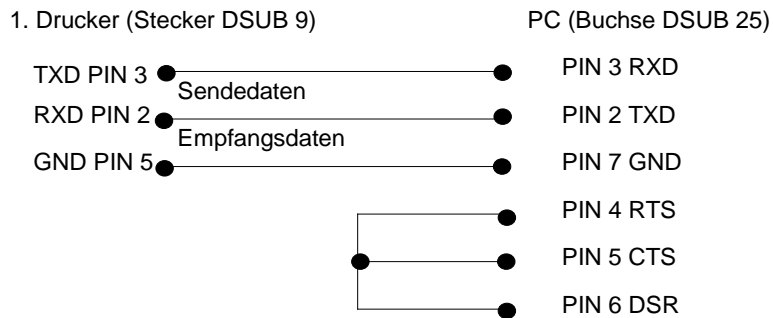 1. Drucker (Stecker DSUB 9) PC (Buchse DSUB 25)
TXD PIN 3 PIN 3 RXD
Sendedaten
RXD PIN 2 PIN 2 TXD
Empfangsdaten
GND PIN 5 PIN 7 GND
PIN 4 RTS
PIN 5 CTS
PIN 6 DSR